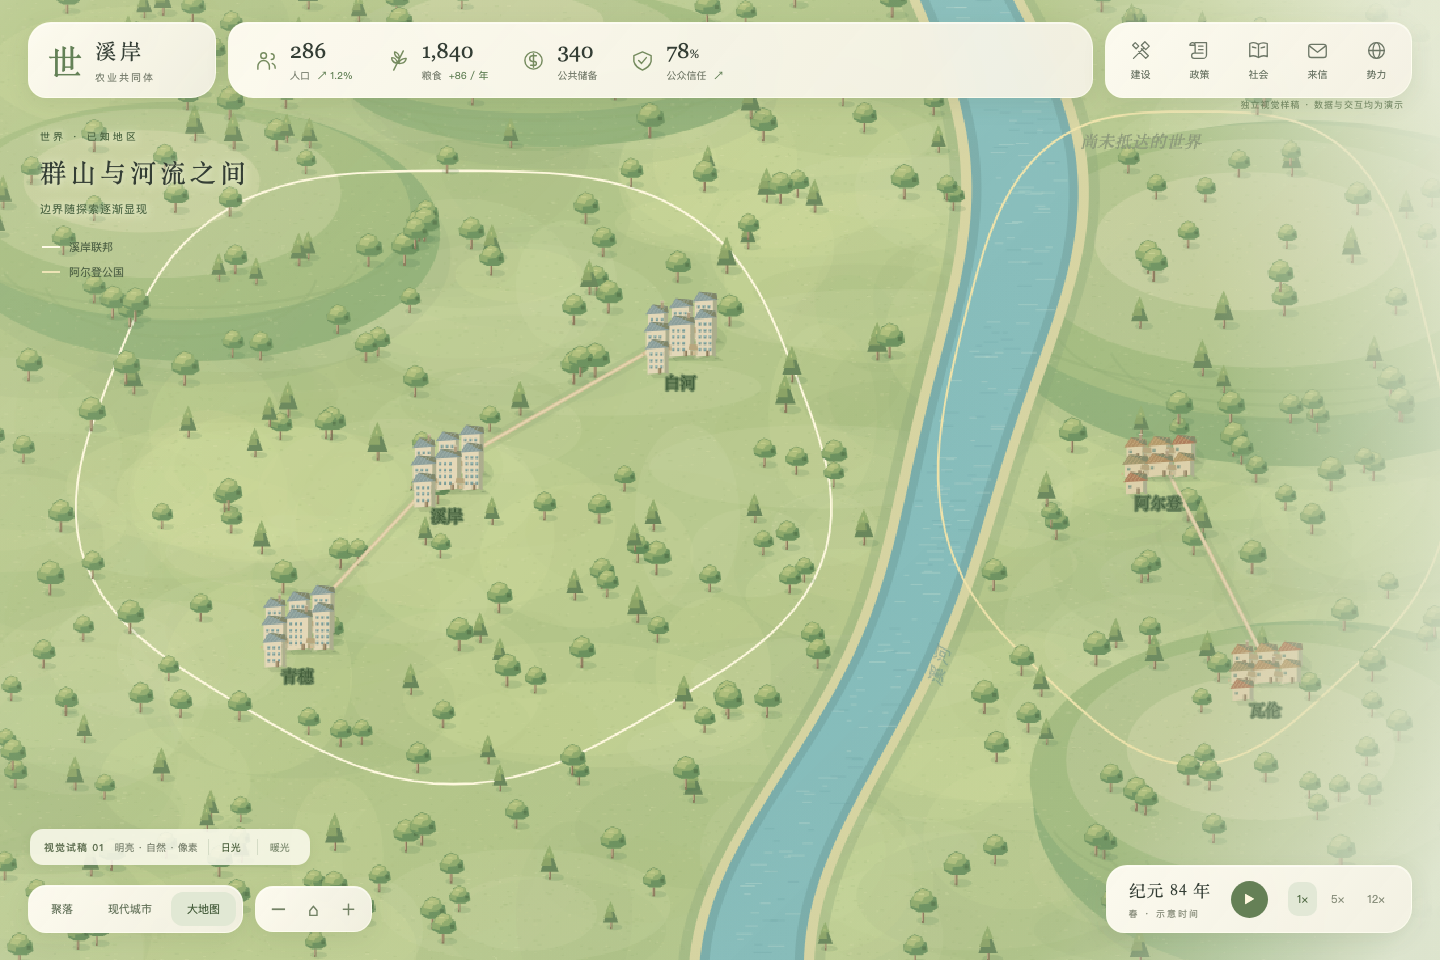 世
溪岸
农业共同体
286
人口 ↗1.2%
1,840
粮食 +86 / 年
340
公共储备
78%
公众信任 ↗
建设
政策
社会
来信
势力
独立视觉样稿 · 数据与交互均为演示
世界 · 已知地区
群山与河流之间
边界随探索逐渐显现
溪岸联邦
阿尔登公国
尚未抵达的世界
白河
溪岸
阿尔登
青穗
溪河
瓦伦
视觉试稿 01 明亮 · 自然 · 像素 日光 暖光
聚落 现代城市 大地图
纪元 84 年
春 · 示意时间
1× 5× 12×